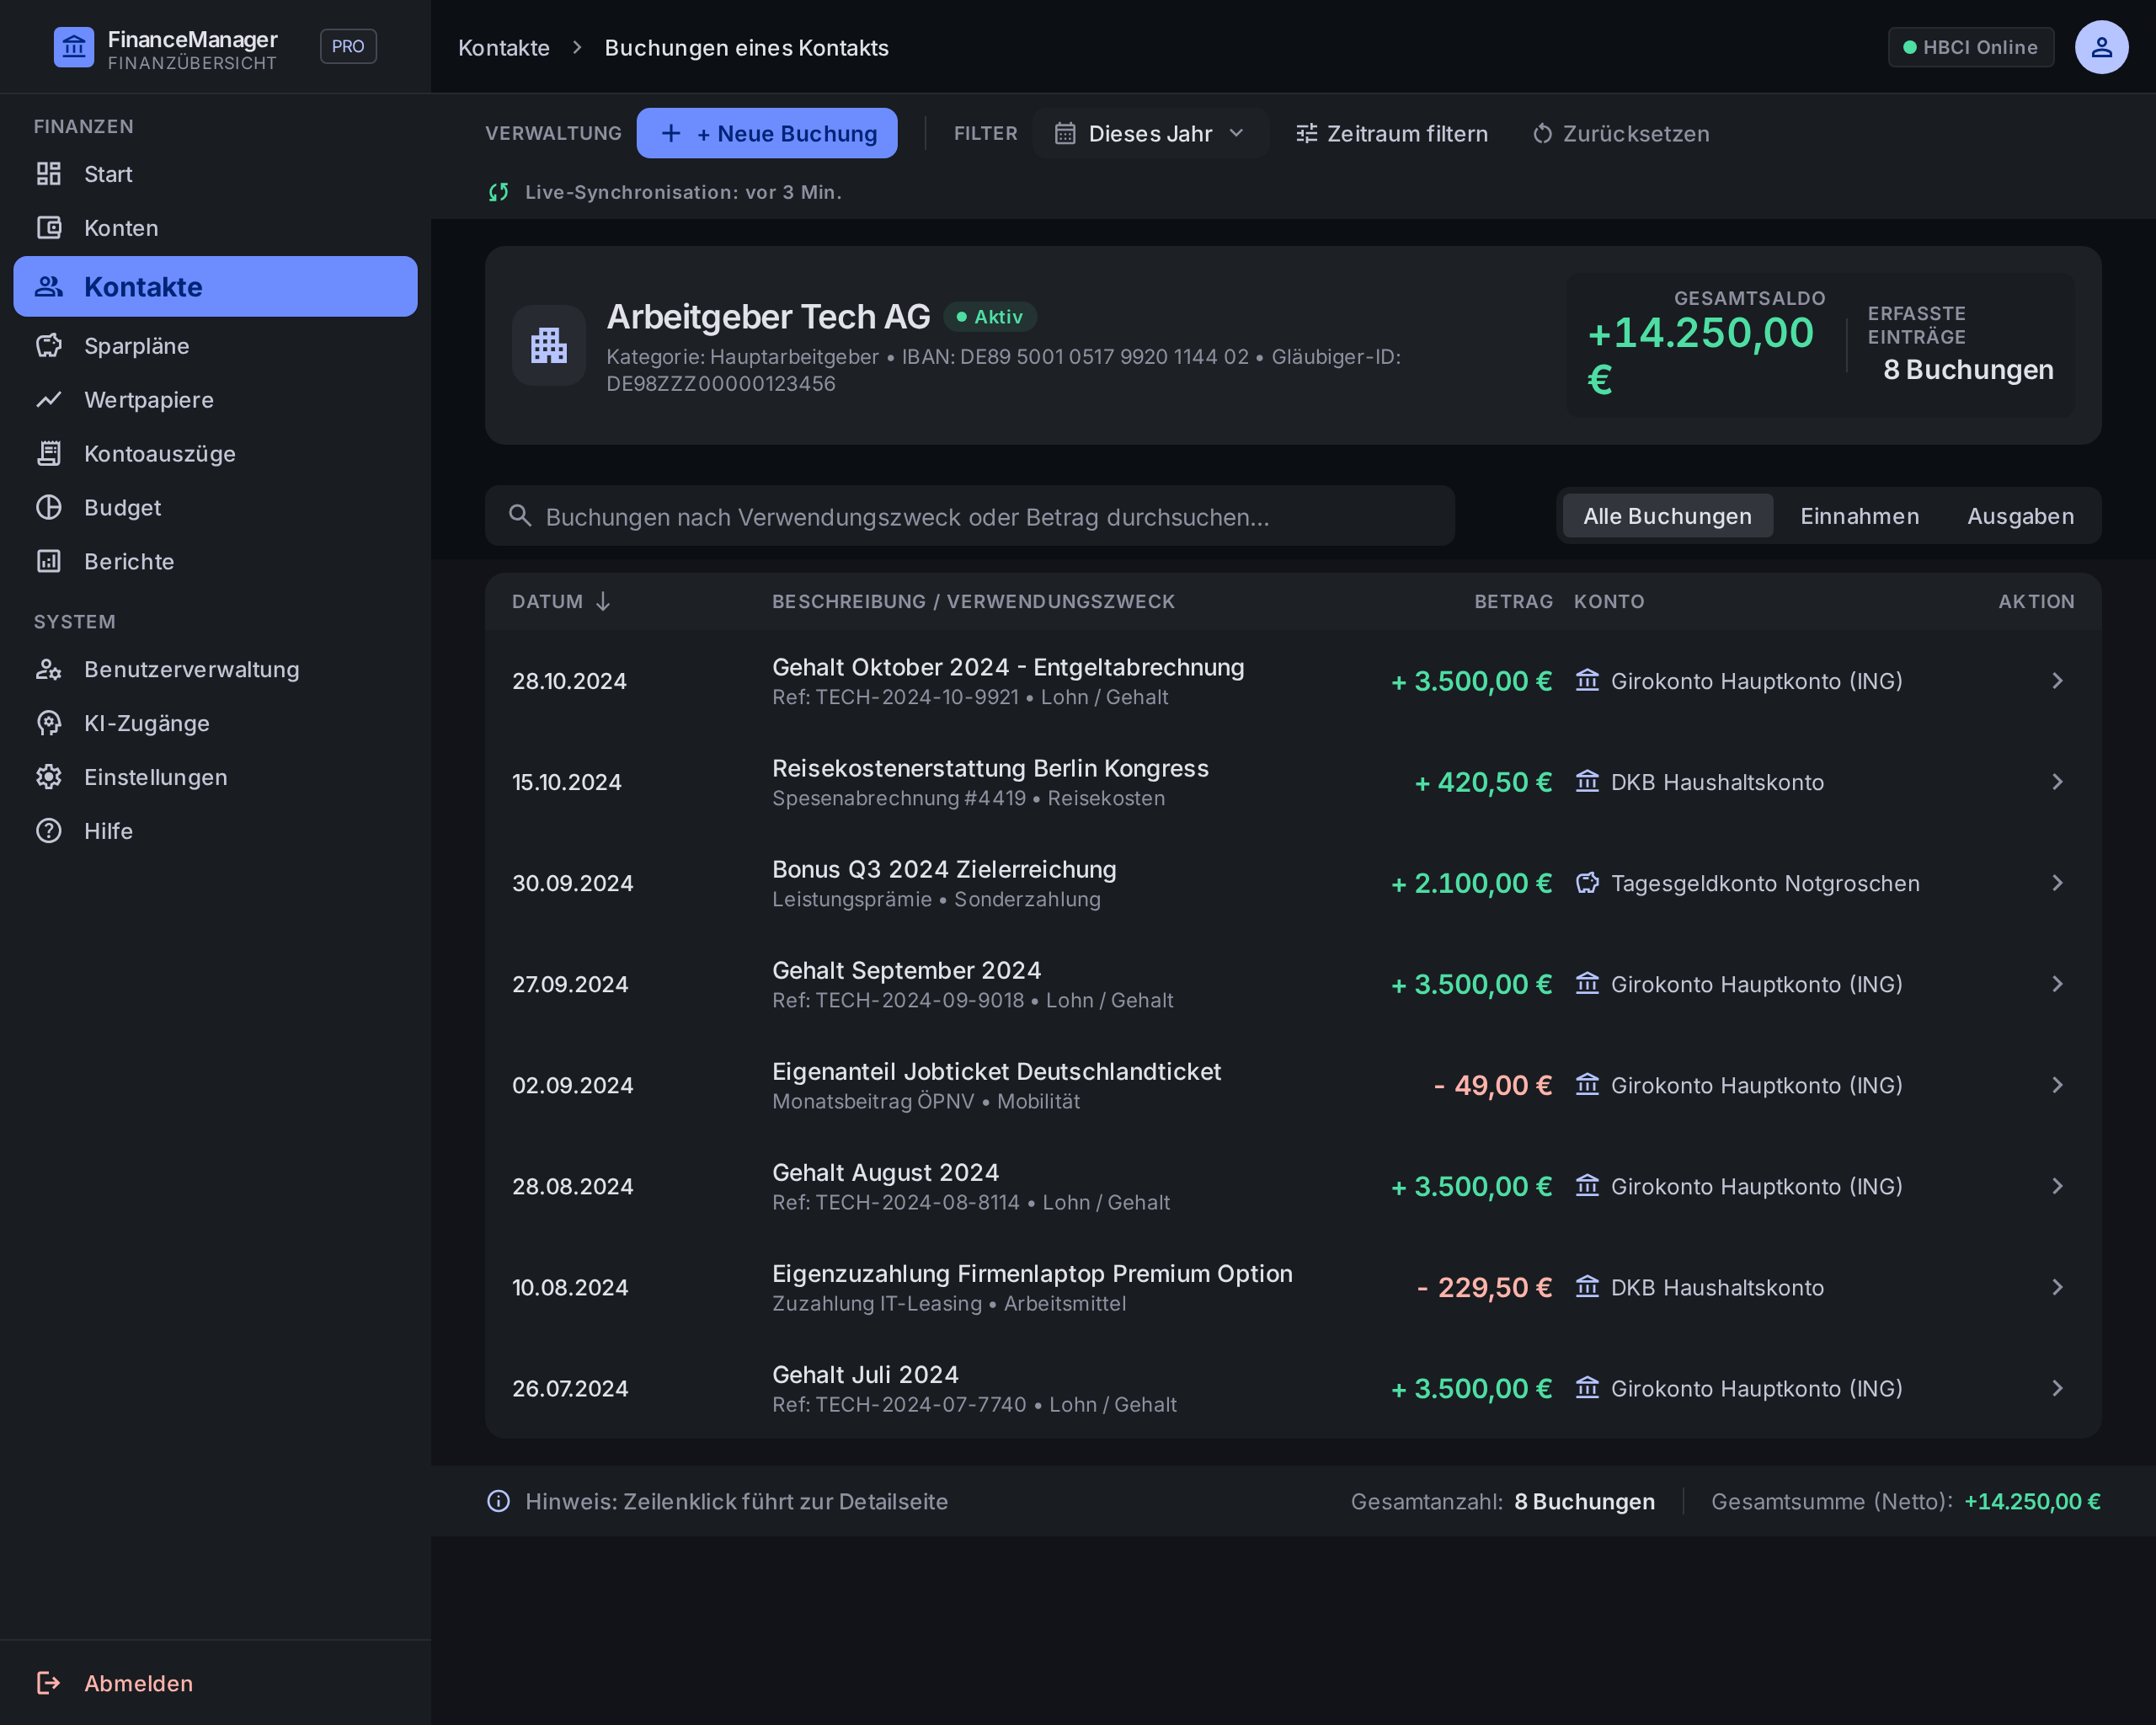 FinanceManager
FINANZÜBERSICHT
PRO
Kontakte
Buchungen eines Kontakts
HBCI Online
FINANZEN
Start
Konten
Kontakte
Sparpläne
Wertpapiere
Kontoauszüge
Budget
Berichte
SYSTEM
Benutzerverwaltung
KI-Zugänge
Einstellungen
Hilfe
Abmelden
VERWALTUNG
+ Neue Buchung
FILTER
Dieses Jahr
Zeitraum filtern
Zurücksetzen
Live-Synchronisation: vor 3 Min.
Arbeitgeber Tech AG
Aktiv
Kategorie: Hauptarbeitgeber • IBAN: DE89 5001 0517 9920 1144 02 • Gläubiger-ID:
DE98ZZZ00000123456
GESAMTSALDO
+14.250,00
€
ERFASSTE
EINTRÄGE
8 Buchungen
Buchungen nach Verwendungszweck oder Betrag durchsuchen...
Alle Buchungen
Einnahmen
Ausgaben
DATUM
BESCHREIBUNG / VERWENDUNGSZWECK
BETRAG
KONTO
AKTION
28.10.2024
Gehalt Oktober 2024 - Entgeltabrechnung
Ref: TECH-2024-10-9921 • Lohn / Gehalt
+ 3.500,00 €
Girokonto Hauptkonto (ING)
15.10.2024
Reisekostenerstattung Berlin Kongress
Spesenabrechnung #4419 • Reisekosten
+ 420,50 €
DKB Haushaltskonto
30.09.2024
Bonus Q3 2024 Zielerreichung
Leistungsprämie • Sonderzahlung
+ 2.100,00 €
Tagesgeldkonto Notgroschen
27.09.2024
Gehalt September 2024
Ref: TECH-2024-09-9018 • Lohn / Gehalt
+ 3.500,00 €
Girokonto Hauptkonto (ING)
02.09.2024
Eigenanteil Jobticket Deutschlandticket
Monatsbeitrag ÖPNV • Mobilität
- 49,00 €
Girokonto Hauptkonto (ING)
28.08.2024
Gehalt August 2024
Ref: TECH-2024-08-8114 • Lohn / Gehalt
+ 3.500,00 €
Girokonto Hauptkonto (ING)
10.08.2024
Eigenzuzahlung Firmenlaptop Premium Option
Zuzahlung IT-Leasing • Arbeitsmittel
- 229,50 €
DKB Haushaltskonto
26.07.2024
Gehalt Juli 2024
Ref: TECH-2024-07-7740 • Lohn / Gehalt
+ 3.500,00 €
Girokonto Hauptkonto (ING)
Hinweis: Zeilenklick führt zur Detailseite
Gesamtanzahl: 8 Buchungen
Gesamtsumme (Netto): +14.250,00 €